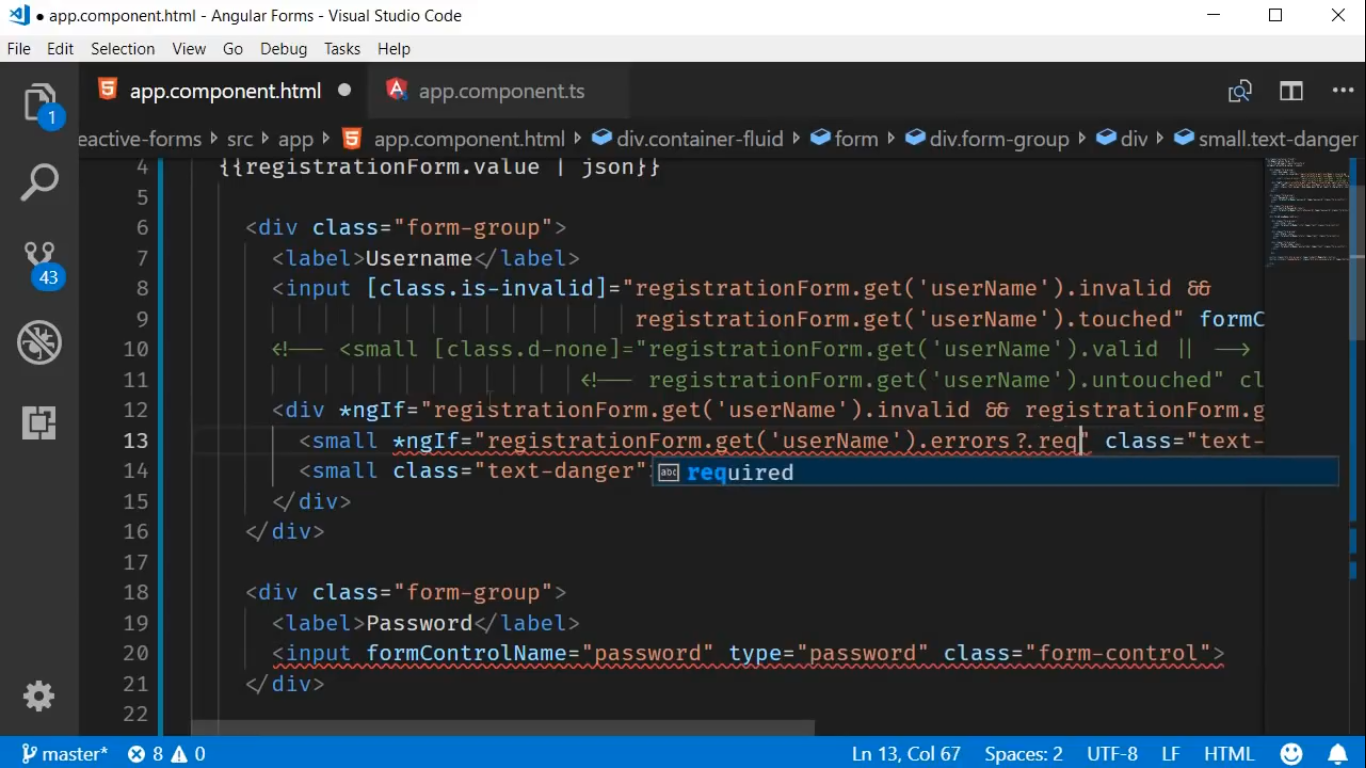 ● app.component.html - Angular Forms - Visual Studio Code
File Edit Selection View Go Debug Tasks Help
app.component.html ● app.component.ts
1
eactive-forms > src > app > app.component.html > div.container-fluid > form > div.form-group > div > small.text-danger
4 {{registrationForm.value | json}}
5
6 <div class="form-group">
7 <label>Username</label>
8 <input [class.is-invalid]="registrationForm.get('userName').invalid &&
43
9 registrationForm.get('userName').touched" formC
10 <!-- <small [class.d-none]="registrationForm.get('userName').valid || -->
11 <!-- registrationForm.get('userName').untouched" cl
12 <div *ngIf="registrationForm.get('userName').invalid && registrationForm.g
13 <small *ngIf="registrationForm.get('userName').errors?.req" class="text-
14 <small class="text-danger"
abc required
15 </div>
16 </div>
17
18 <div class="form-group">
19 <label>Password</label>
20 <input formControlName="password" type="password" class="form-control">
21 </div>
22
master* 8 0 Ln 13, Col 67 Spaces: 2 UTF-8 LF HTML